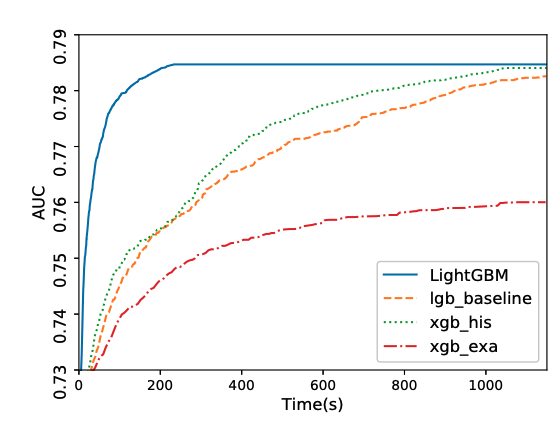 0.79
0.78
0.77
0.76
0.75
0.74
0.73
AUC
0 200 400 600 800 1000
Time(s)
LightGBM
lgb_baseline
xgb_his
xgb_exa